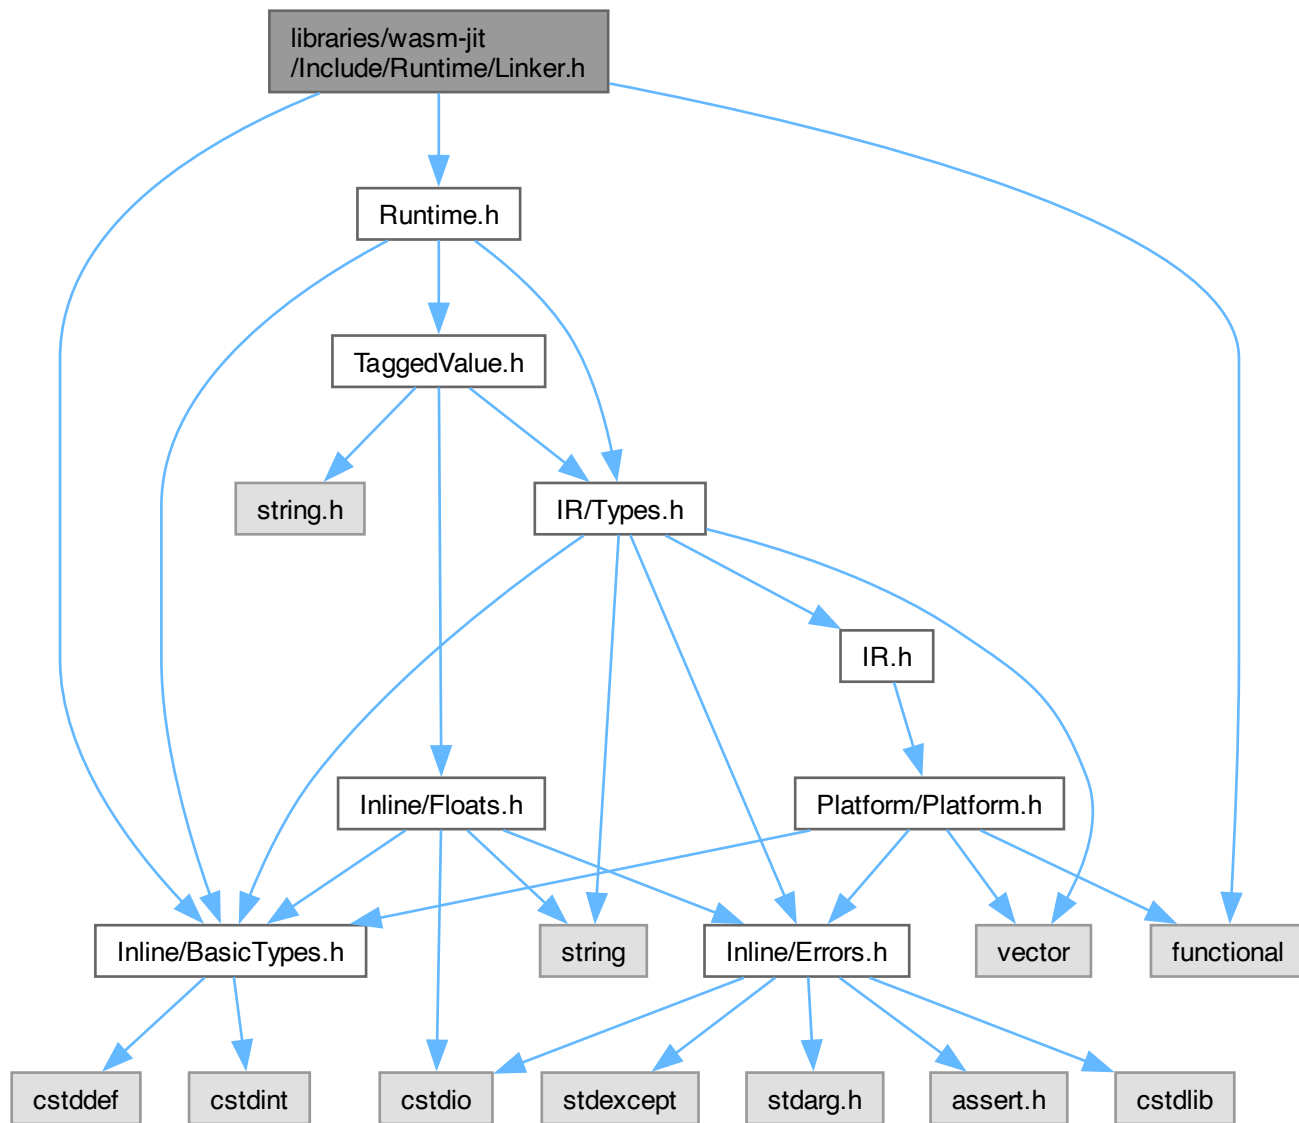 libraries/wasm-jit
/Include/Runtime/Linker.h
Runtime.h
TaggedValue.h
string.h
IR/Types.h
IR.h
Inline/Floats.h
Platform/Platform.h
Inline/BasicTypes.h
string
Inline/Errors.h
vector
functional
cstddef
cstdint
cstdio
stdexcept
stdarg.h
assert.h
cstdlib